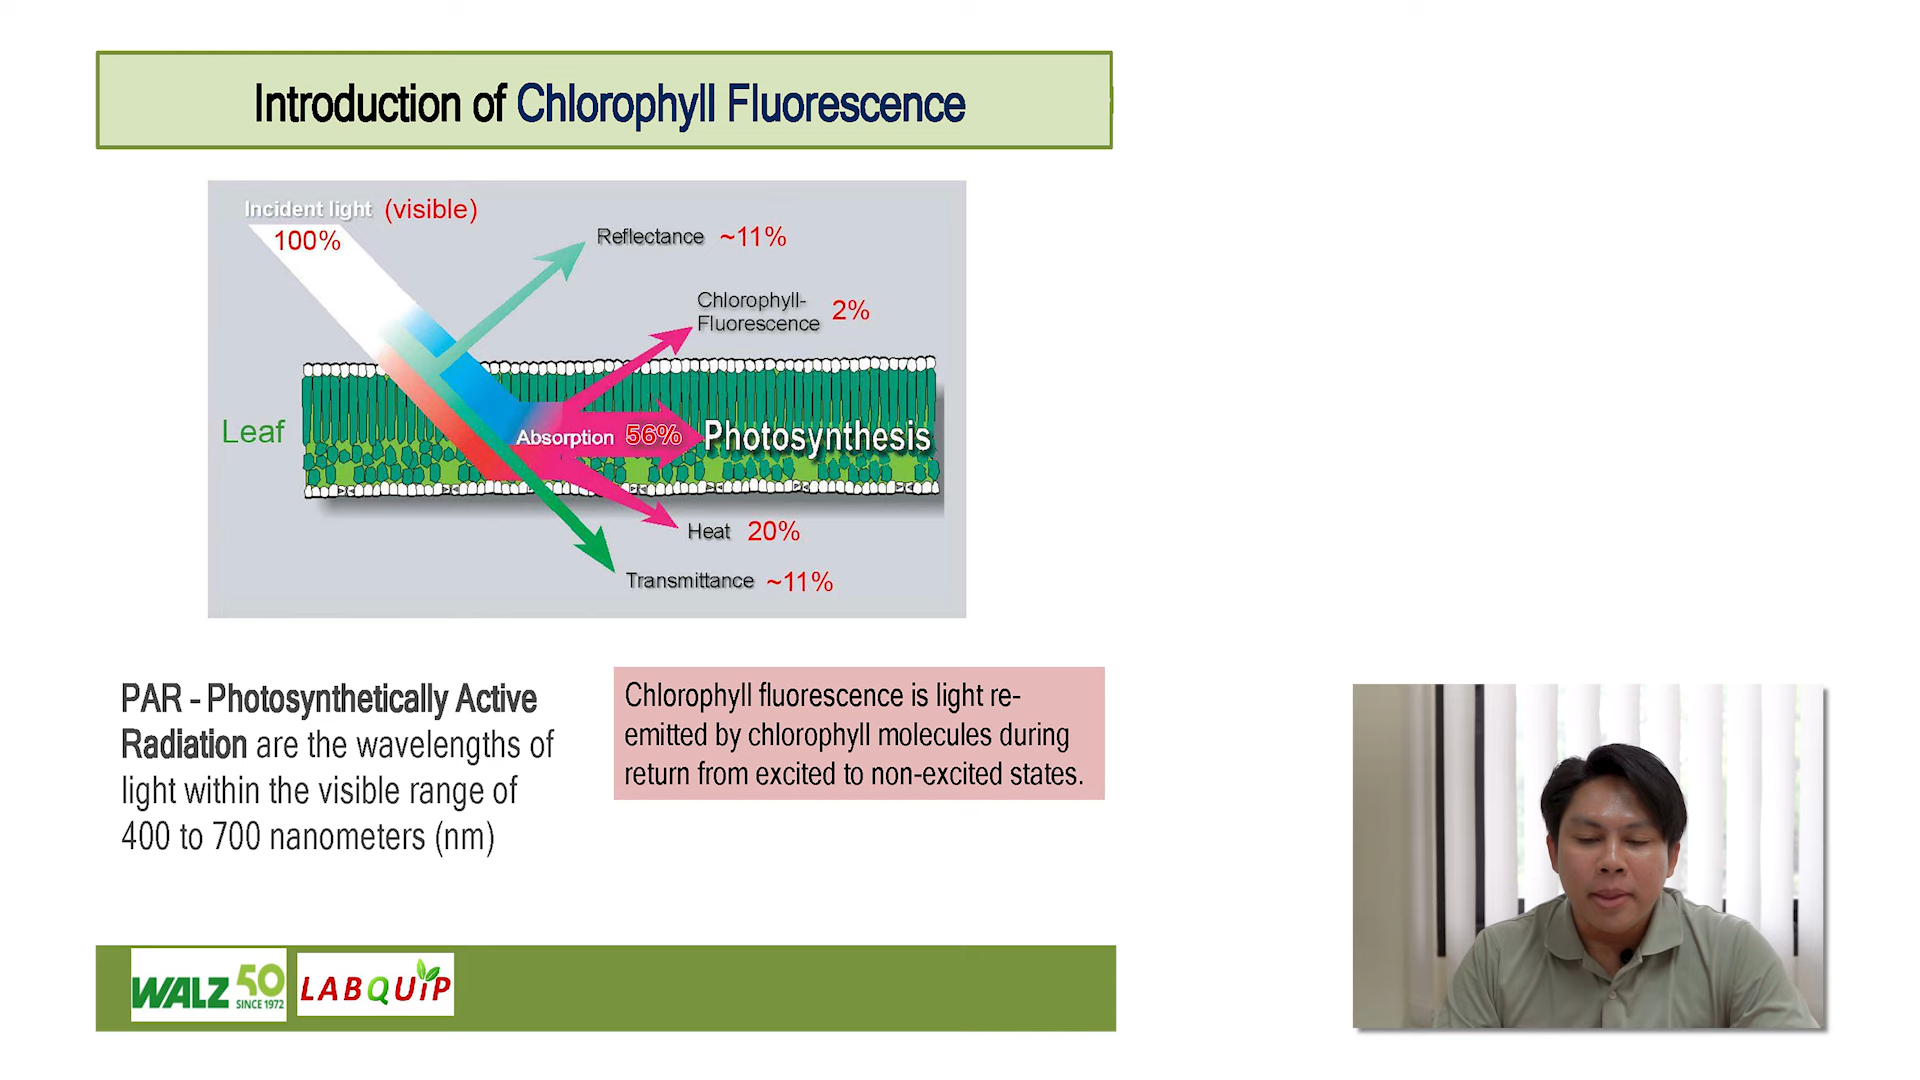 Introduction of Chlorophyll Fluorescence
Incident light (visible)
100%
Reflectance ~11%
Chlorophyll-
Fluorescence 2%
Leaf
Absorption 56% Photosynthesis
Heat 20%
Transmittance ~11%
PAR - Photosynthetically Active
Radiation are the wavelengths of
light within the visible range of
400 to 700 nanometers (nm)
Chlorophyll fluorescence is light re-
emitted by chlorophyll molecules during
return from excited to non-excited states.
WALZ 50
SINCE 1972
LABQUiP